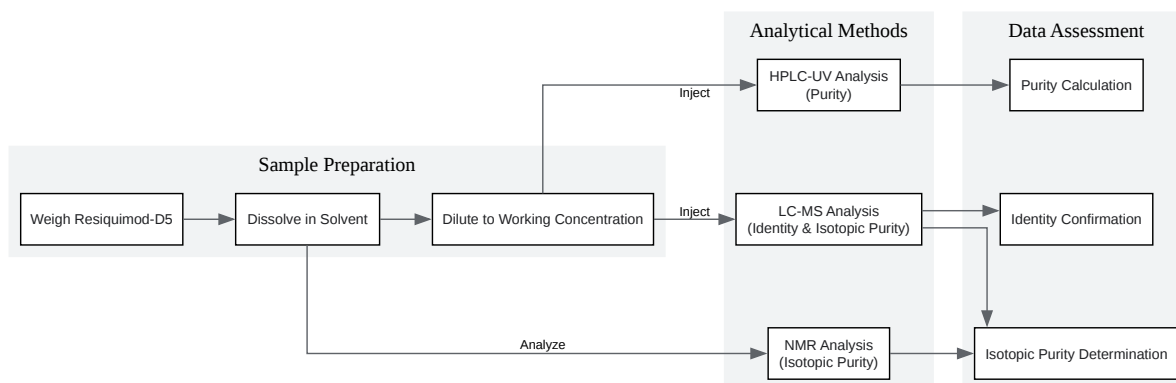 Analytical Methods
Data Assessment
HPLC-UV Analysis
(Purity)
Purity Calculation
Inject
Sample Preparation
Weigh Resiquimod-D5
Dissolve in Solvent
Dilute to Working Concentration
Inject
LC-MS Analysis
(Identity & Isotopic Purity)
Identity Confirmation
Analyze
NMR Analysis
(Isotopic Purity)
Isotopic Purity Determination